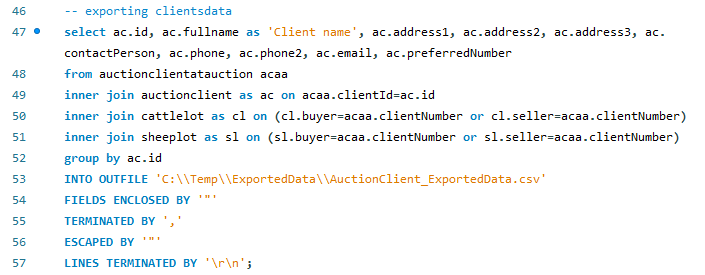 46 -- exporting clientsdata
47 select ac.id, ac.fullname as 'Client name', ac.address1, ac.address2, ac.address3, ac.
contactPerson, ac.phone, ac.phone2, ac.email, ac.preferredNumber
48 from auctionclientatauction acaa
49 inner join auctionclient as ac on acaa.clientId=ac.id
50 inner join cattlelot as cl on (cl.buyer=acaa.clientNumber or cl.seller=acaa.clientNumber)
51 inner join sheeplot as sl on (sl.buyer=acaa.clientNumber or sl.seller=acaa.clientNumber)
52 group by ac.id
53 INTO OUTFILE 'C:\\Temp\\ExportedData\\AuctionClient_ExportedData.csv'
54 FIELDS ENCLOSED BY '"'
55 TERMINATED BY ','
56 ESCAPED BY '"'
57 LINES TERMINATED BY '\r\n';